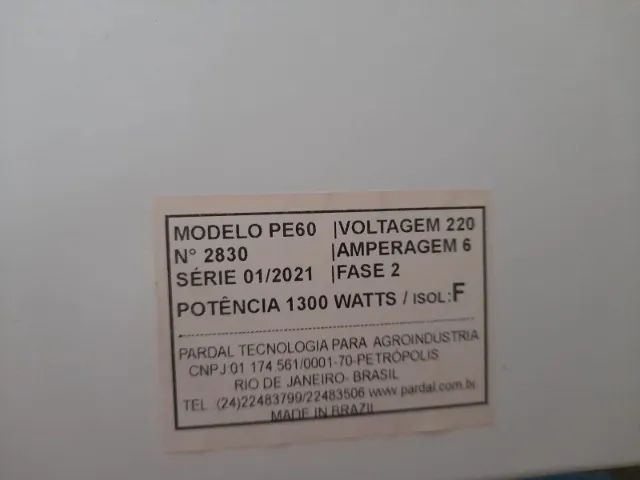 MODELO PE60 |VOLTAGEM 220
N° 2830 |AMPERAGEM 6
SÉRIE 01/2021 |FASE 2
POTÊNCIA 1300 WATTS / ISOL:F
PARDAL TECNOLOGIA PARA AGROINDUSTRIA
CNPJ:01 174 561/0001-70-PETRÓPOLIS
RIO DE JANEIRO- BRASIL
TEL (24)22483799/22483506 www.pardal.com.br
MADE IN BRAZIL